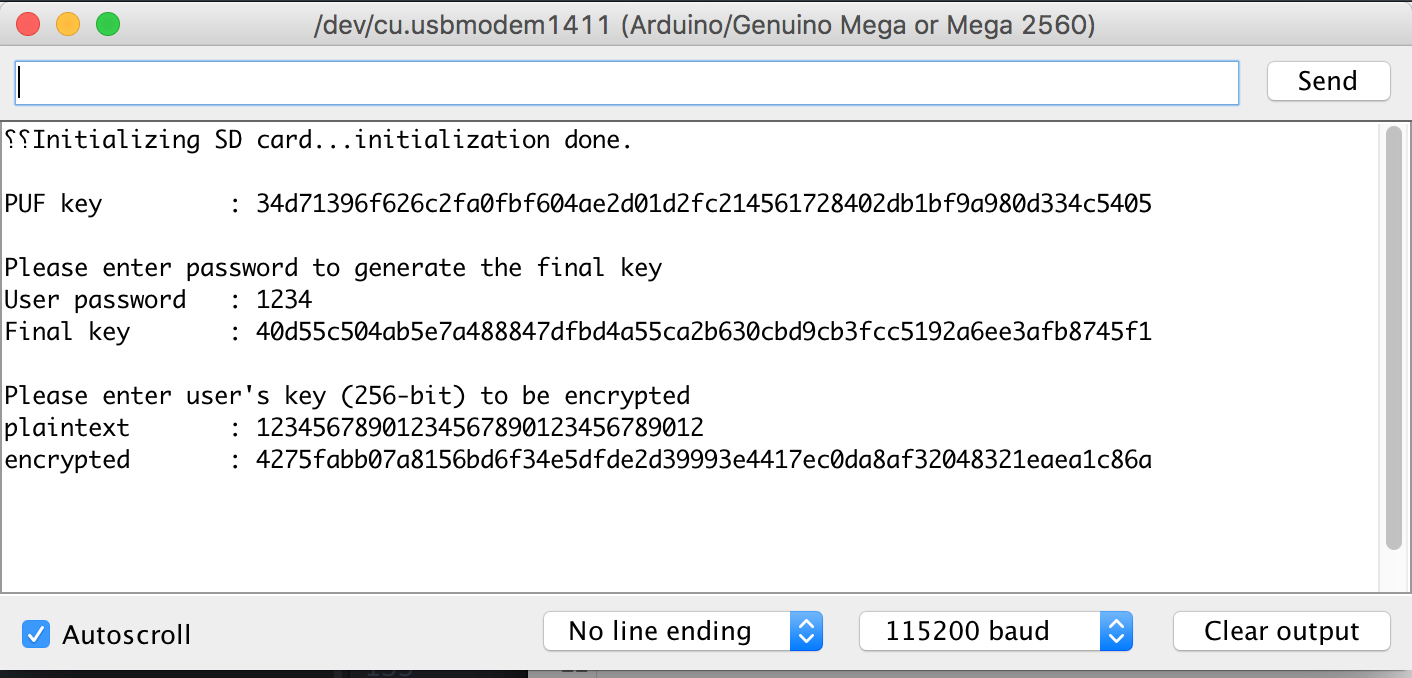 /dev/cu.usbmodem1411 (Arduino/Genuino Mega or Mega 2560)
Send
⸮⸮Initializing SD card...initialization done.
PUF key : 34d71396f626c2fa0fbf604ae2d01d2fc214561728402db1bf9a980d334c5405
Please enter password to generate the final key
User password : 1234
Final key : 40d55c504ab5e7a488847dfbd4a55ca2b630cbd9cb3fcc5192a6ee3afb8745f1
Please enter user's key (256-bit) to be encrypted
plaintext : 12345678901234567890123456789012
encrypted : 4275fabb07a8156bd6f34e5dfde2d39993e4417ec0da8af32048321eaea1c86a
Autoscroll
No line ending
115200 baud
Clear output